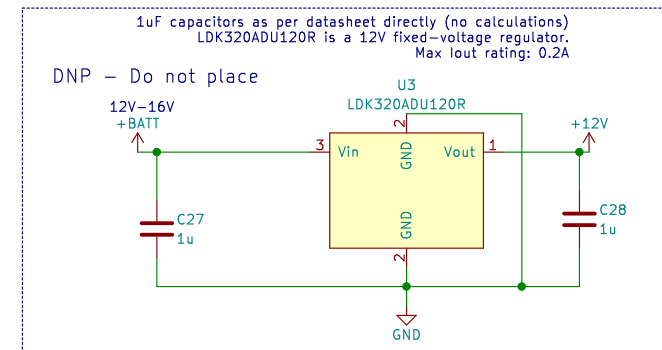 1uF capacitors as per datasheet directly (no calculations)
LDK320ADU120R is a 12V fixed-voltage regulator.
Max Iout rating: 0.2A
DNP - Do not place
U3
LDK320ADU120R
12V-16V
+BATT
2
+12V
3
Vin
GND
Vout
1
C27
1u
C28
1u
GND
2
GND